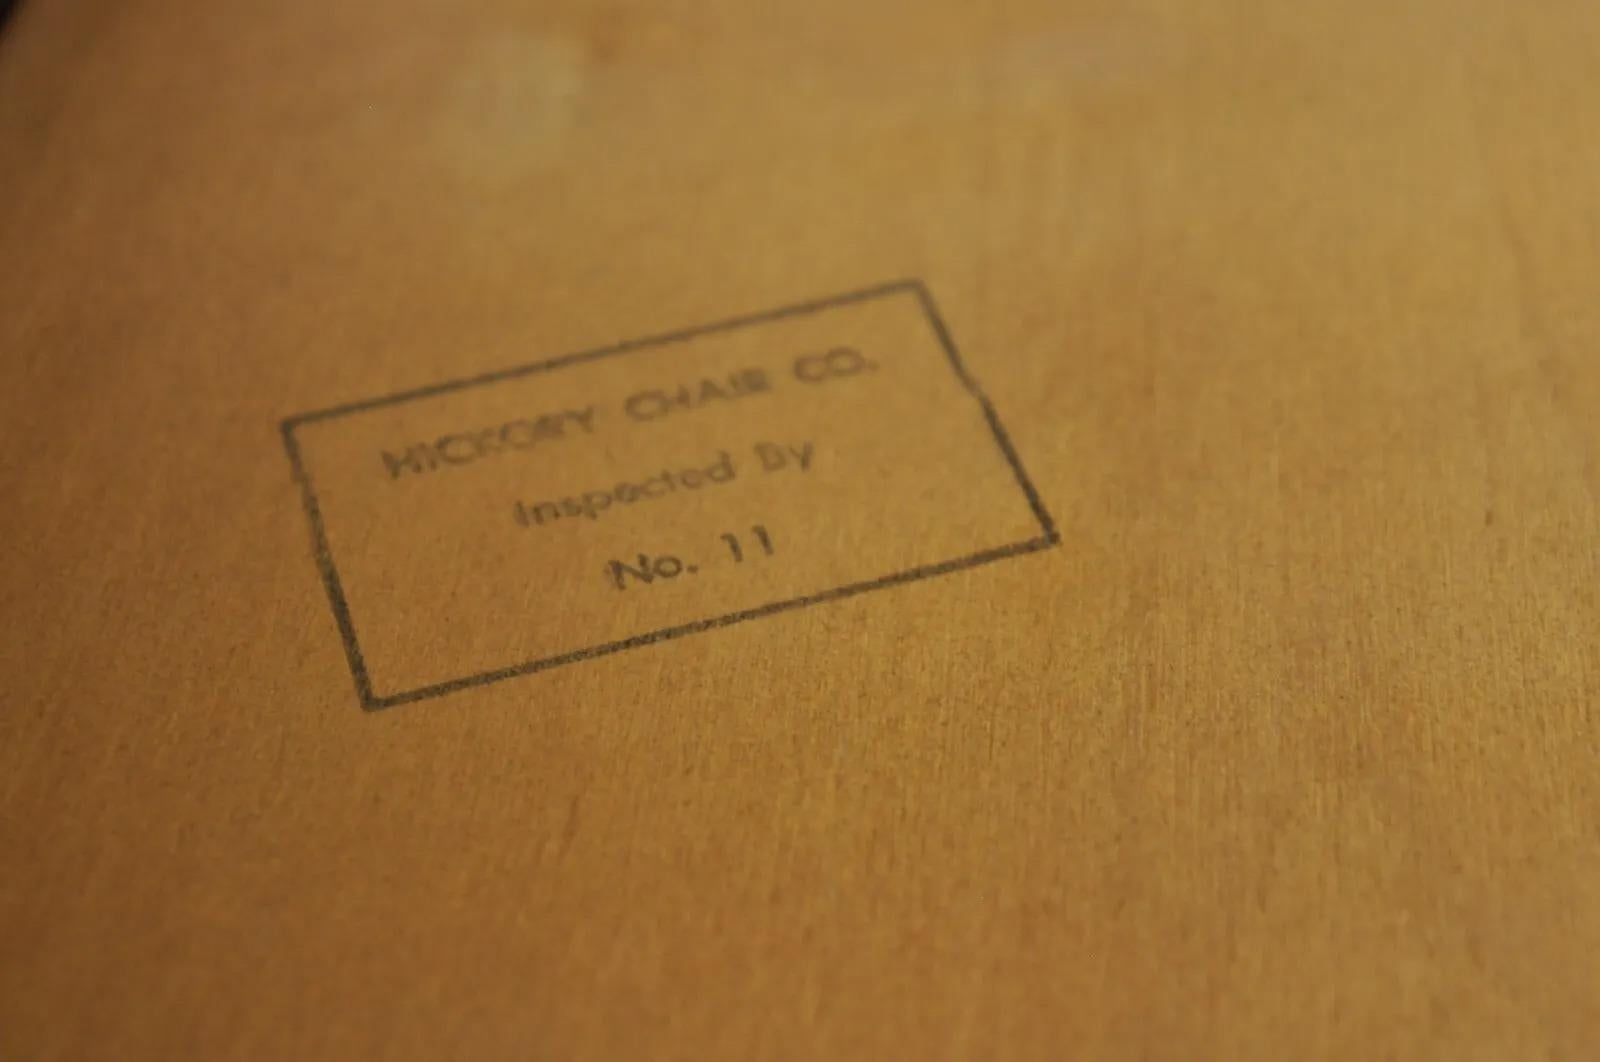 HICKORY CHAIR CO.
Inspected By
No. 11